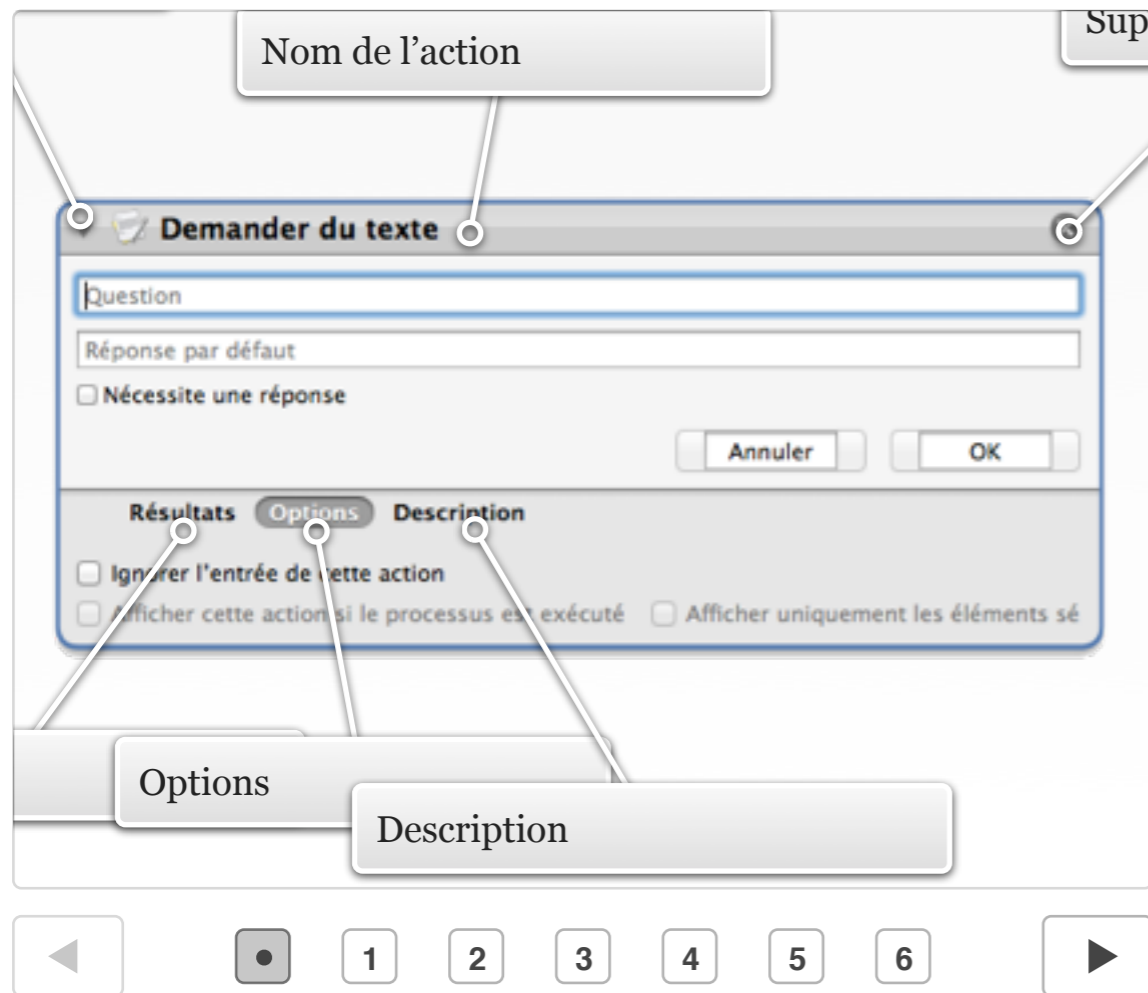 Nom de l’action
Sup
Demander du texte
Question
Réponse par défaut
Nécessite une réponse
Annuler
OK
Résultats Options Description
Ignorer l'entrée de cette action
Afficher cette action si le processus est exécuté Afficher uniquement les éléments sé
Options
Description
1 2 3 4 5 6